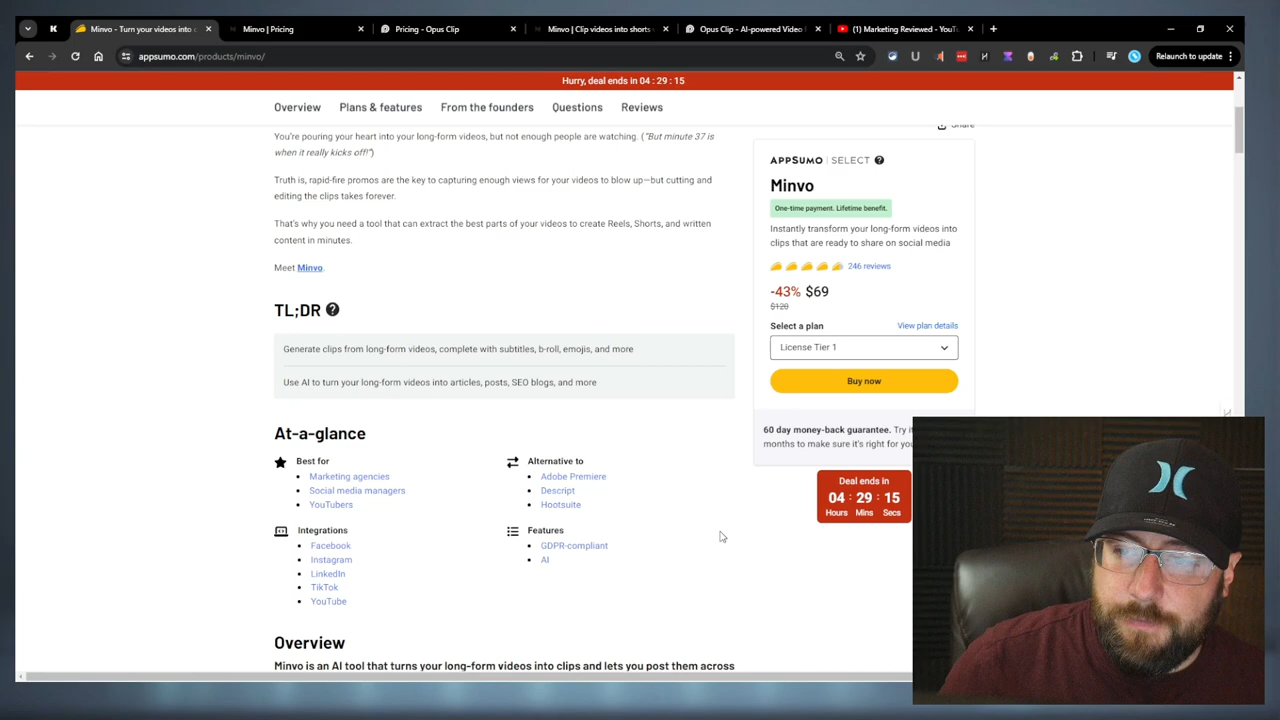 Minvo - Turn your videos into c
Minvo | Pricing
Pricing - Opus Clip
Minvo | Clip videos into shorts
Opus Clip - AI-powered Video
(1) Marketing Reviewed - YouTu
appsumo.com/products/minvo/
Relaunch to update
Hurry, deal ends in 04 : 29 : 15
Overview
Plans & features
From the founders
Questions
Reviews
Share
You're pouring your heart into your long-form videos, but not enough people are watching. ("But minute 37 is
when it really kicks off!")
Truth is, rapid-fire promos are the key to capturing enough views for your videos to blow up—but cutting and
editing the clips takes forever.
That's why you need a tool that can extract the best parts of your videos to create Reels, Shorts, and written
content in minutes.
Meet Minvo.
TL;DR ?
Generate clips from long-form videos, complete with subtitles, b-roll, emojis, and more
Use AI to turn your long-form videos into articles, posts, SEO blogs, and more
At-a-glance
Best for
Marketing agencies
Social media managers
YouTubers
Alternative to
Adobe Premiere
Descript
Hootsuite
Integrations
Facebook
Instagram
LinkedIn
TikTok
YouTube
Features
GDPR-compliant
AI
Overview
Minvo is an AI tool that turns your long-form videos into clips and lets you post them across
APPSUMO | SELECT ?
Minvo
One-time payment. Lifetime benefit.
Instantly transform your long-form videos into
clips that are ready to share on social media
246 reviews
-43% $69
$120
Select a plan
View plan details
License Tier 1
Buy now
60 day money-back guarantee. Try it
months to make sure it's right for you
Deal ends in
04 : 29 : 15
Hours Mins Secs